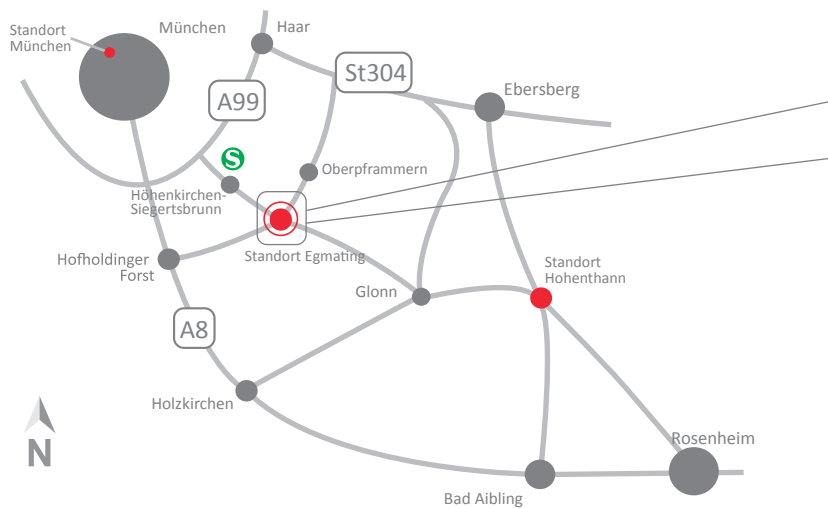 Standort
München
München
Haar
St304
A99
Ebersberg
S
Oberpframmern
Höhenkirchen-
Siegertsbrunn
Hofholdinger
Forst
Standort Egmating
Standort
Hohenthann
Glonn
A8
Holzkirchen
N
Rosenheim
Bad Aibling